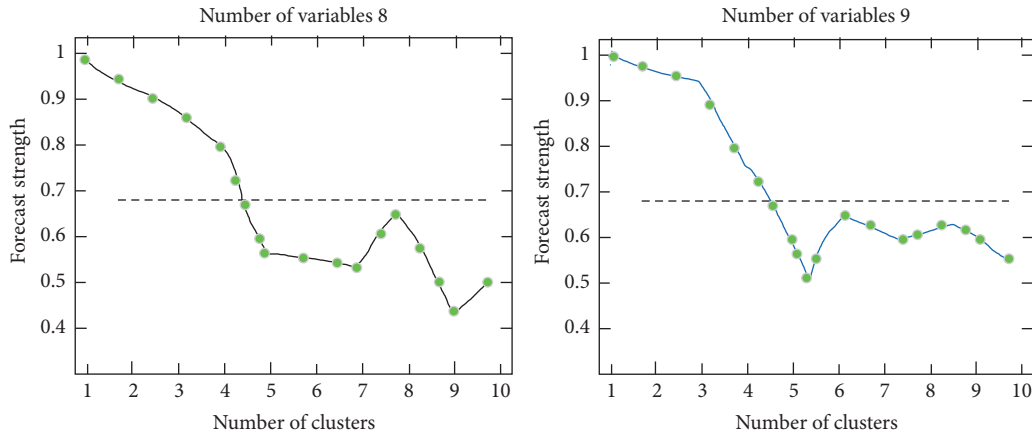 Number of variables 8
1
0.9
0.8
0.7
0.6
0.5
0.4
Forecast strength
1 2 3 4 5 6 7 8 9 10
Number of clusters
Number of variables 9
1
0.9
0.8
0.7
0.6
0.5
0.4
Forecast strength
1 2 3 4 5 6 7 8 9 10
Number of clusters